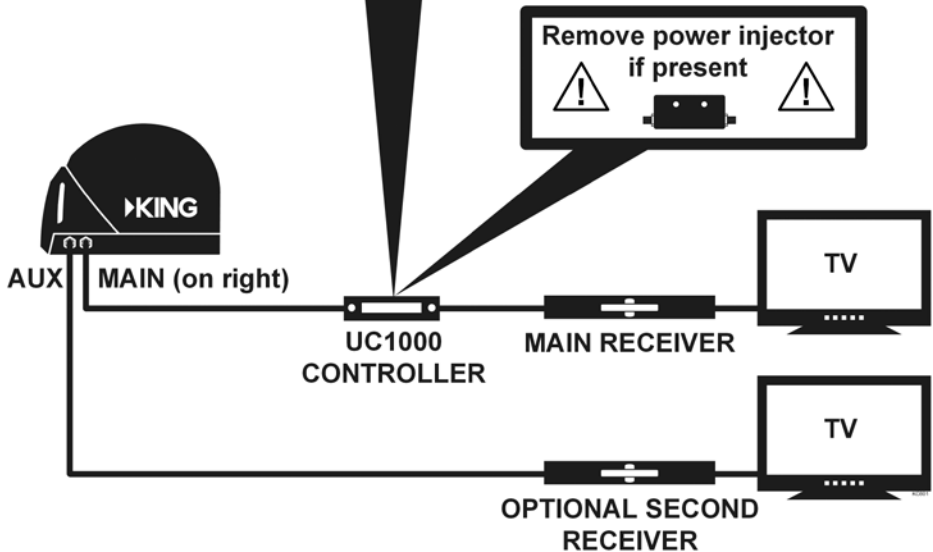 Remove power injector
if present
KING
AUX
MAIN (on right)
TV
UC1000
CONTROLLER
MAIN RECEIVER
TV
OPTIONAL SECOND
RECEIVER